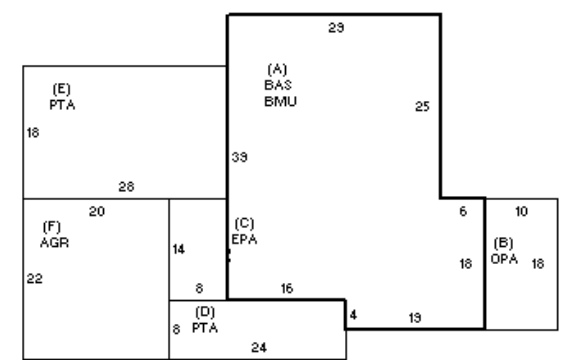 29
(A)
BAS
BMU
(E)
PTA
25
18
39
28
20
6
10
(F)
AGR
(C)
EPA
14
(B)
OPA
18
18
22
8
16
(D)
PTA
4
19
8
24